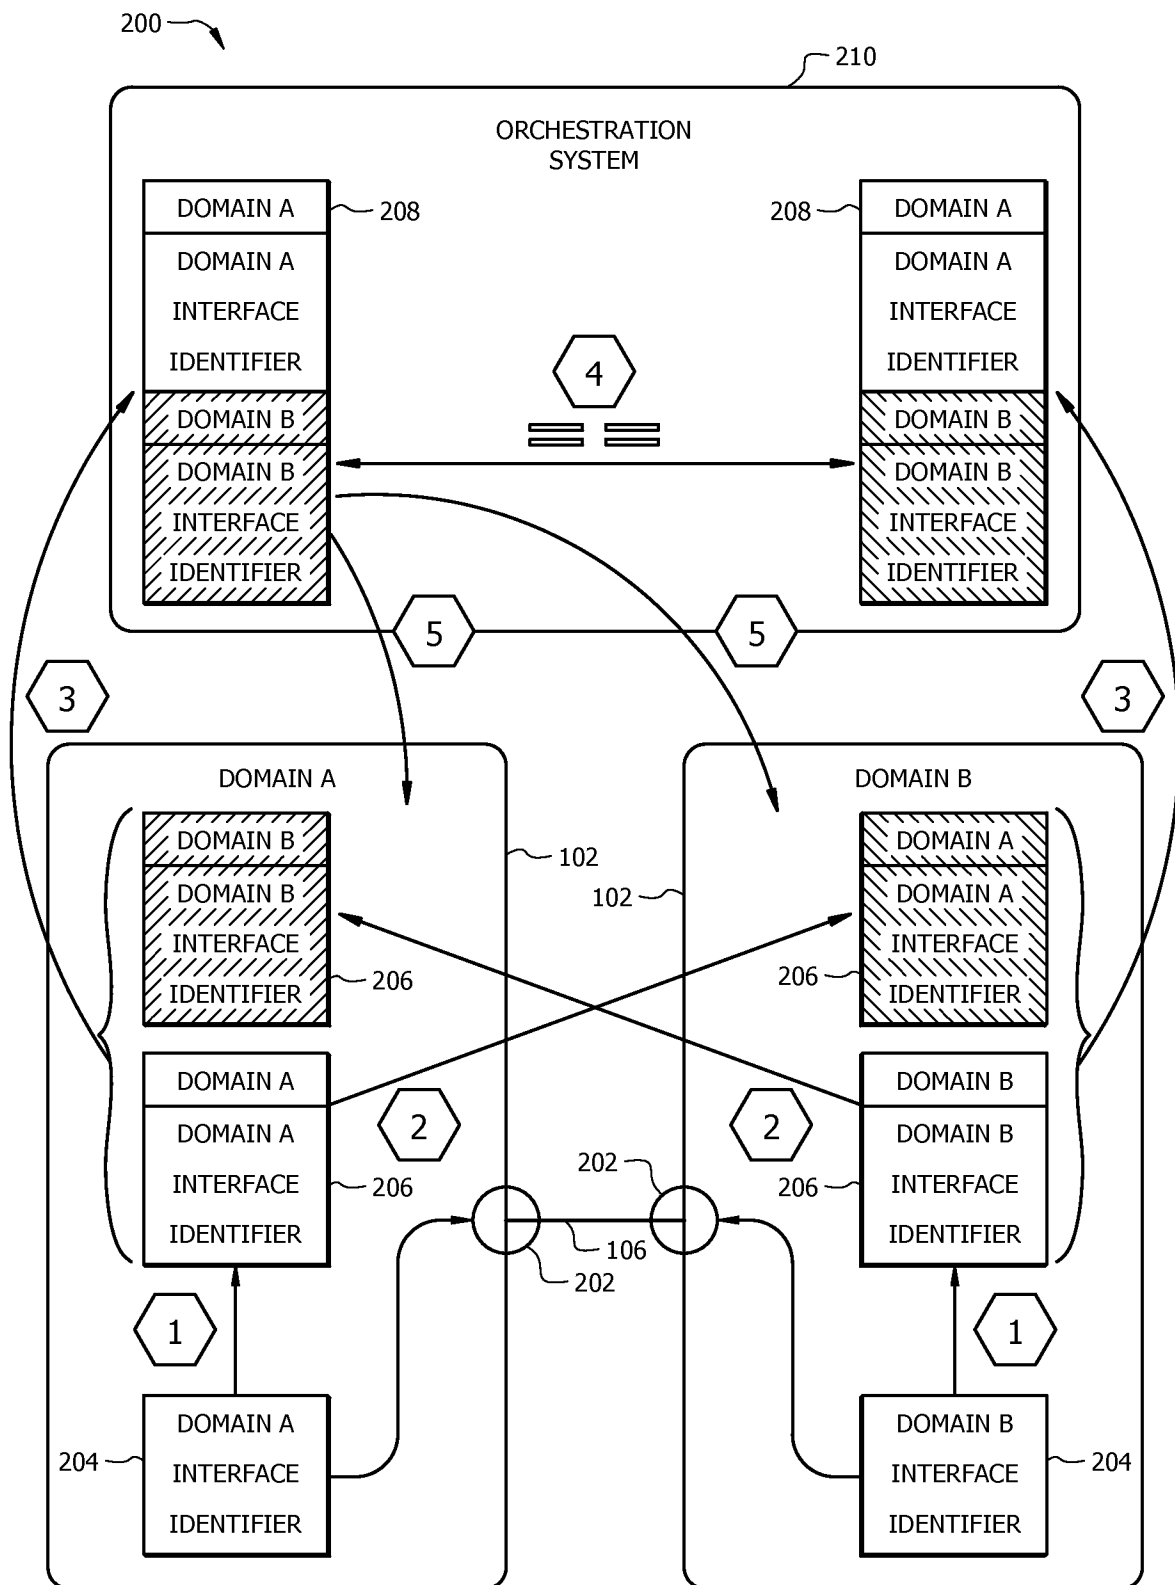 200
210
ORCHESTRATION
SYSTEM
DOMAIN A
208
DOMAIN A
INTERFACE
IDENTIFIER
DOMAIN B
DOMAIN B
INTERFACE
IDENTIFIER
208
DOMAIN A
DOMAIN A
INTERFACE
IDENTIFIER
DOMAIN B
DOMAIN B
INTERFACE
IDENTIFIER
4
5
5
3
3
DOMAIN A
DOMAIN B
DOMAIN B
INTERFACE
IDENTIFIER
206
102
DOMAIN A
DOMAIN A
INTERFACE
IDENTIFIER
206
2
1
DOMAIN A
INTERFACE
IDENTIFIER
204
202
106
DOMAIN B
102
DOMAIN A
DOMAIN A
INTERFACE
IDENTIFIER
206
DOMAIN B
DOMAIN B
INTERFACE
IDENTIFIER
206
2
202
1
DOMAIN B
INTERFACE
IDENTIFIER
204